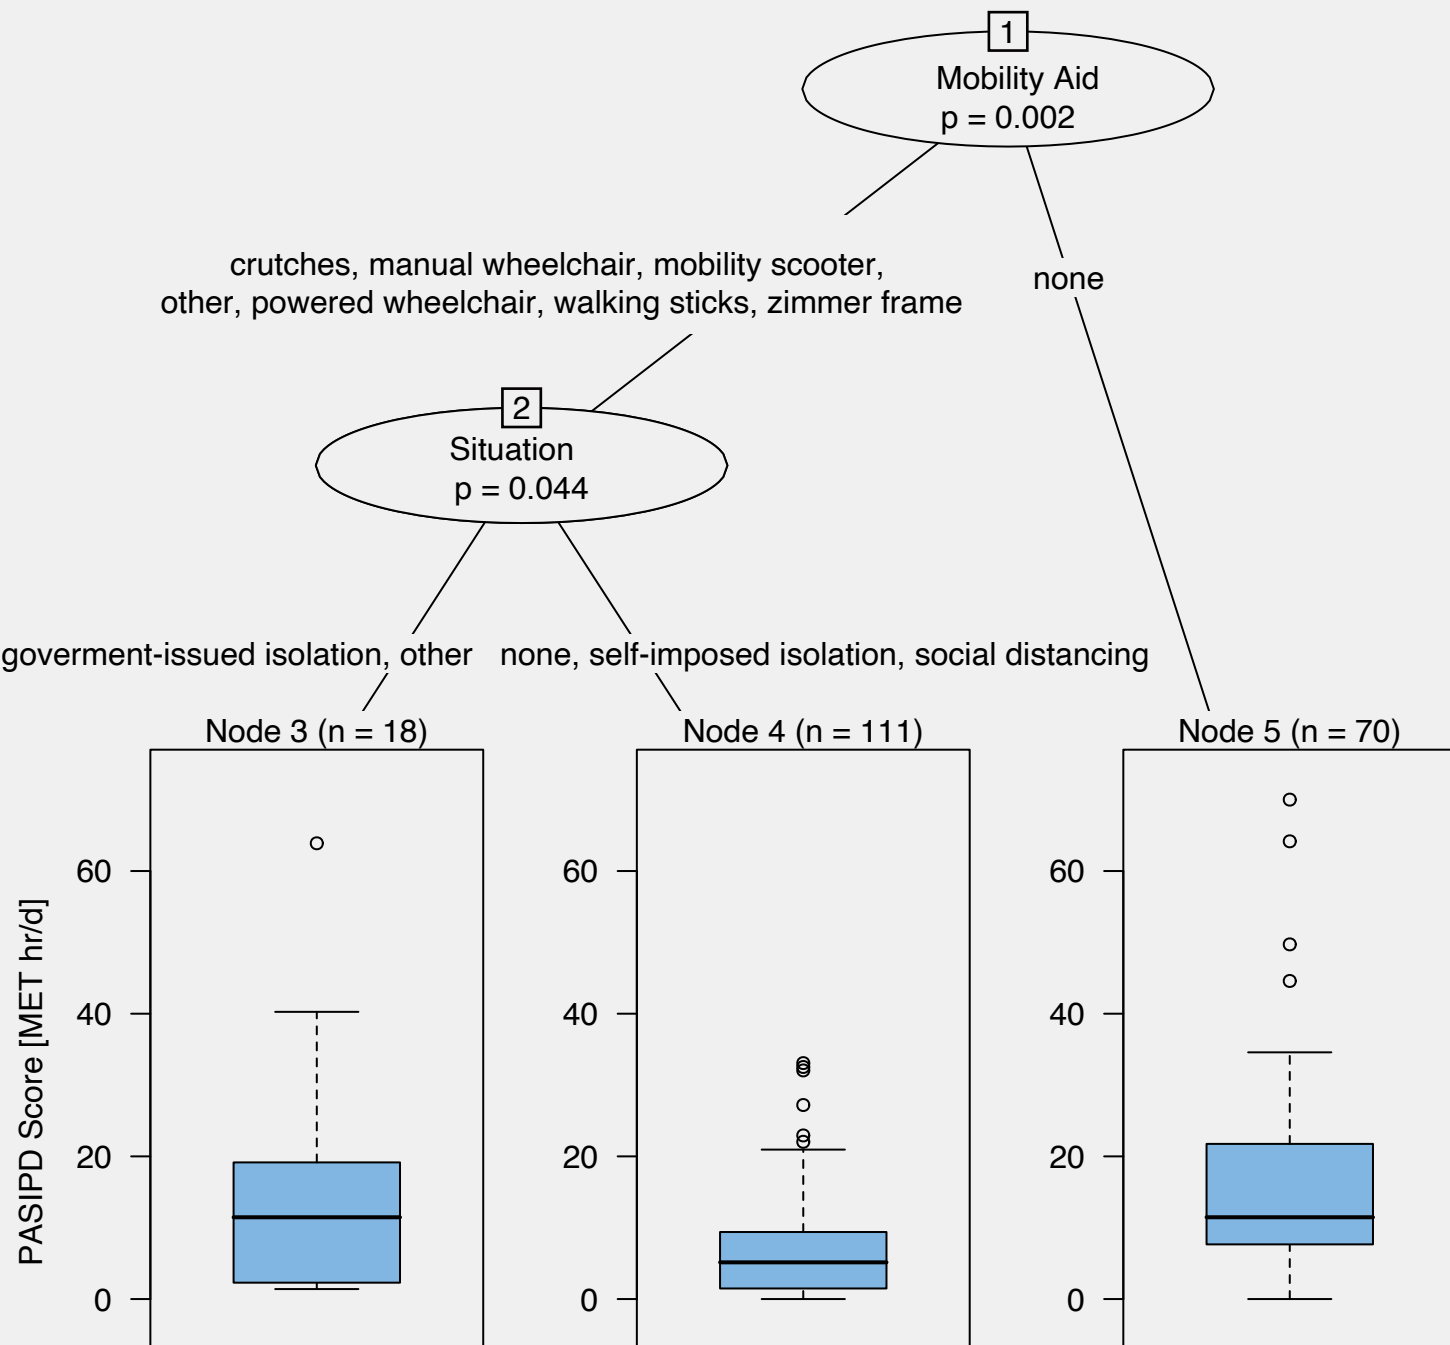 1
Mobility Aid
p = 0.002
crutches, manual wheelchair, mobility scooter,
other, powered wheelchair, walking sticks, zimmer frame
none
2
Situation
p = 0.044
goverment-issued isolation, other
none, self-imposed isolation, social distancing
Node 3 (n = 18)
Node 4 (n = 111)
Node 5 (n = 70)
PASIPD Score [MET hr/d]
60
40
20
0
60
40
20
0
60
40
20
0